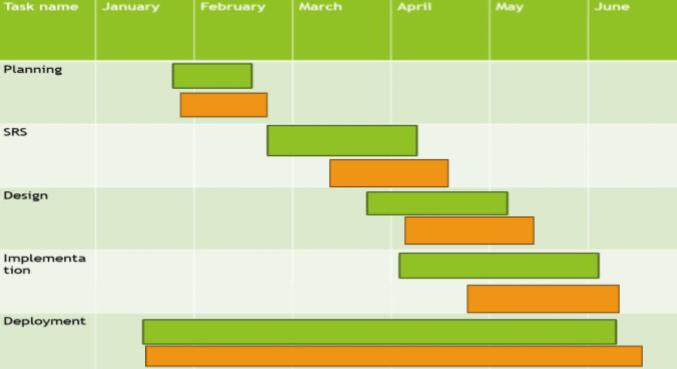 Task name January February March April May June
Planning
SRS
Design
Implementa
tion
Deployment